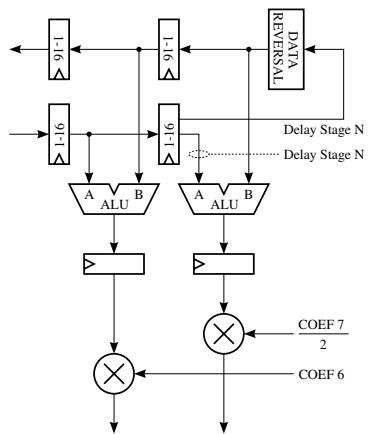 1-16
1-16
DATA
REVERSAL
1-16
1-16
Delay Stage N
Delay Stage N
A B
ALU
A B
ALU
COEF 7
2
COEF 6